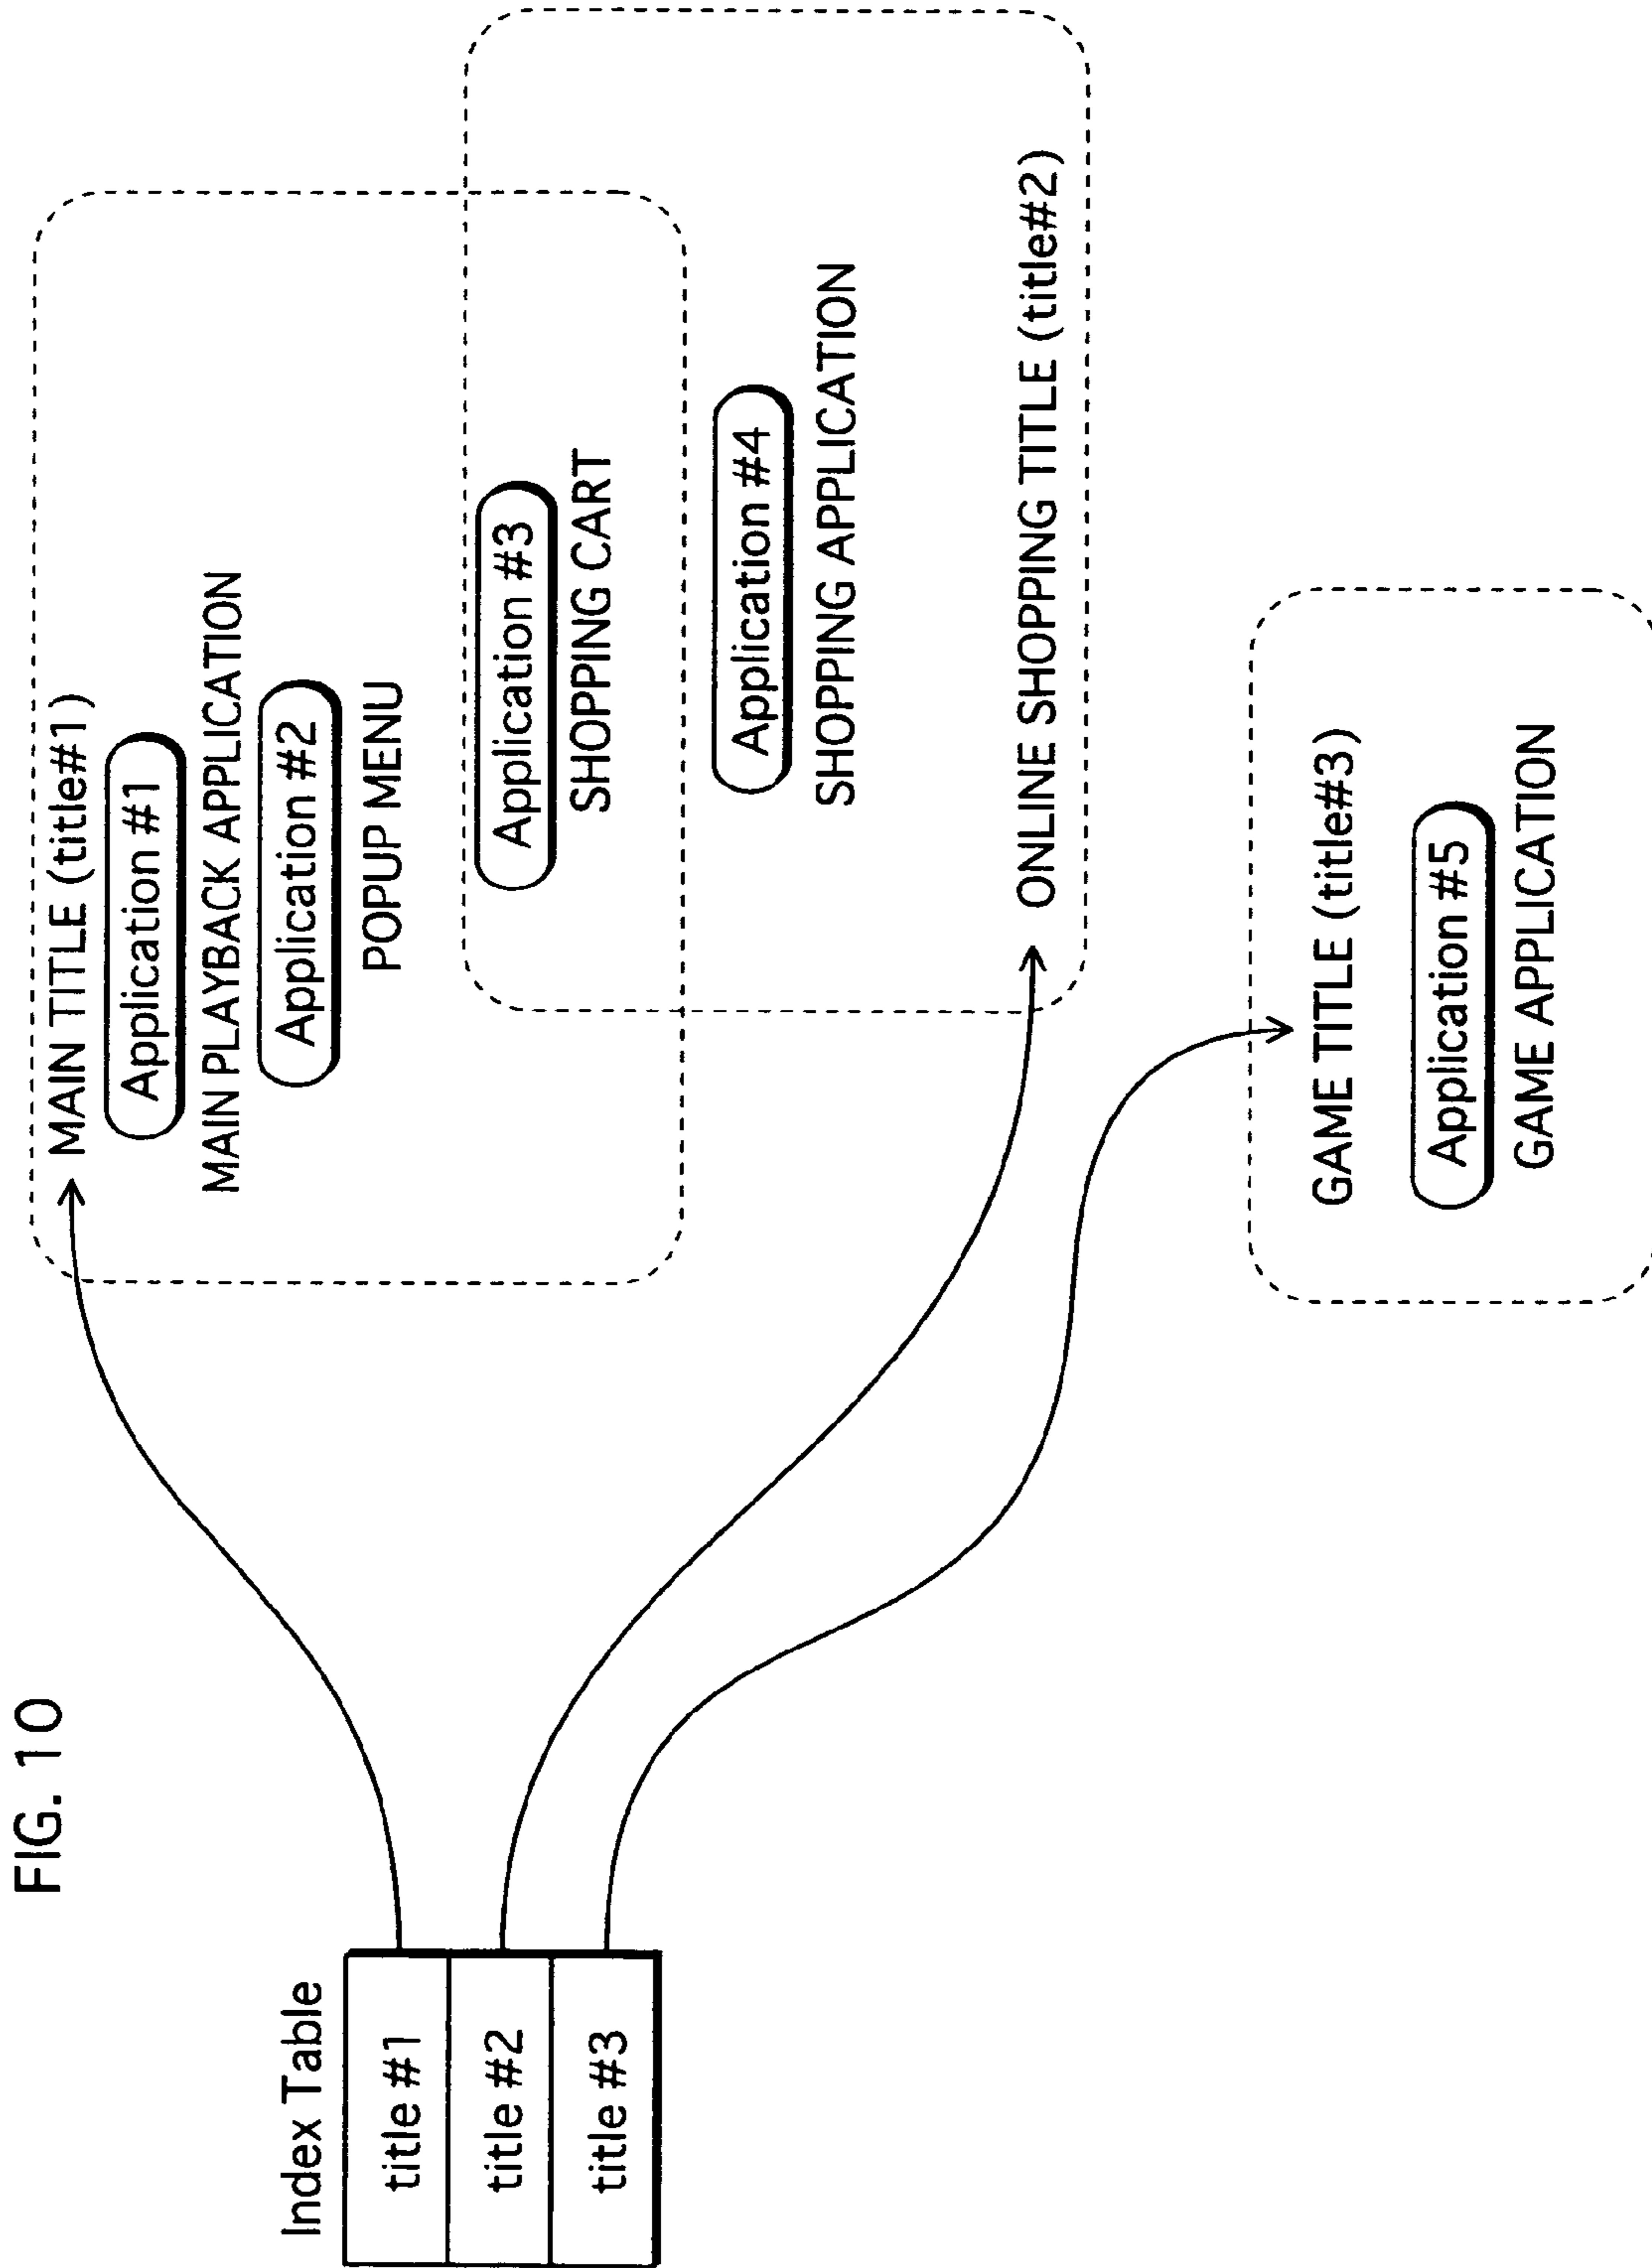 FIG. 10
Index Table
title #1
title #2
title #3
MAIN TITLE (title#1)
Application #1
MAIN PLAYBACK APPLICATION
Application #2
POPUP MENU
Application #3
SHOPPING CART
Application #4
SHOPPING APPLICATION
ONLINE SHOPPING TITLE (title#2)
GAME TITLE (title#3)
Application #5
GAME APPLICATION